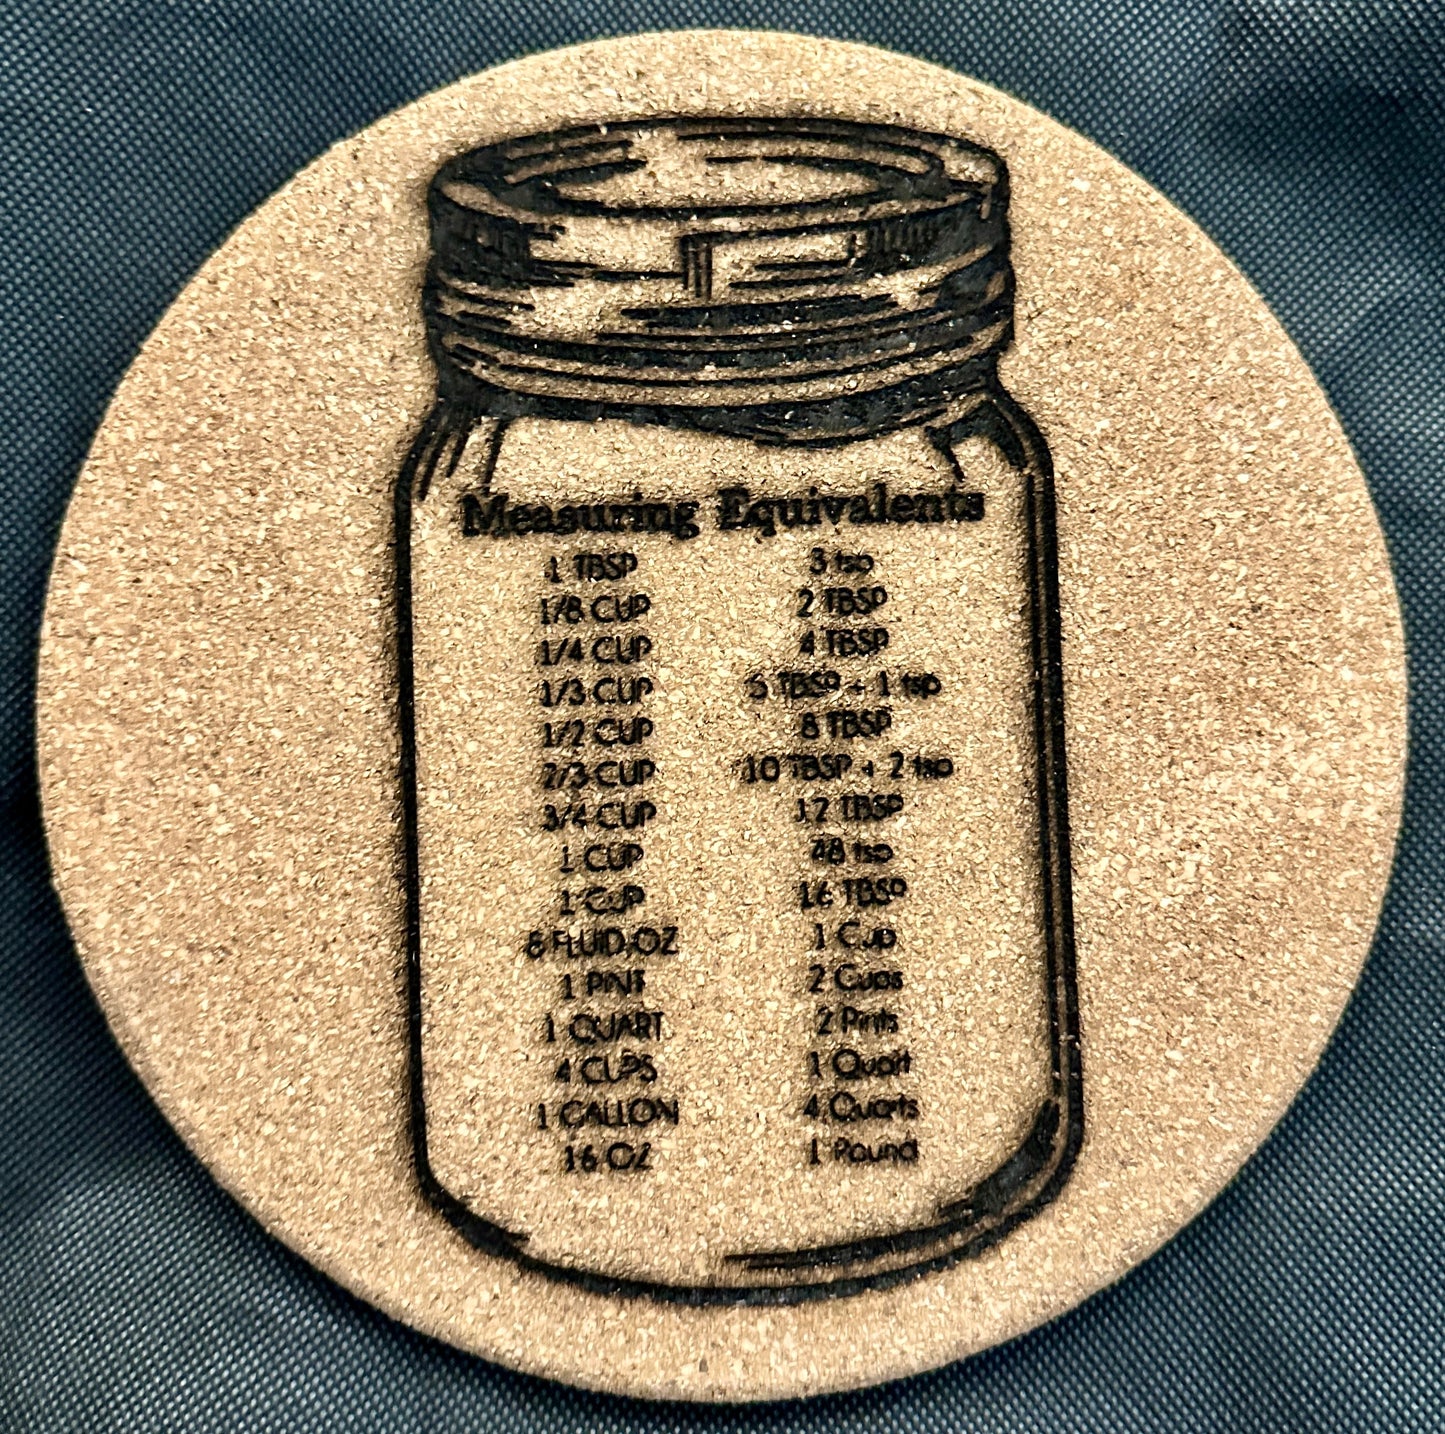 Measuring Equivalents
1 TBSP 3 tsp
1/8 CUP 2 TBSP
1/4 CUP 4 TBSP
1/3 CUP 5 TBSP + 1 tsp
1/2 CUP 8 TBSP
2/3 CUP 10 TBSP + 2 tsp
3/4 CUP 12 TBSP
1 CUP 48 tsp
1 CUP 16 TBSP
8 FLUID OZ 1 Cup
1 PINT 2 Cups
1 QUART 2 Pints
4 CUPS 1 Quart
1 GALLON 4 Quarts
16 OZ 1 Pound